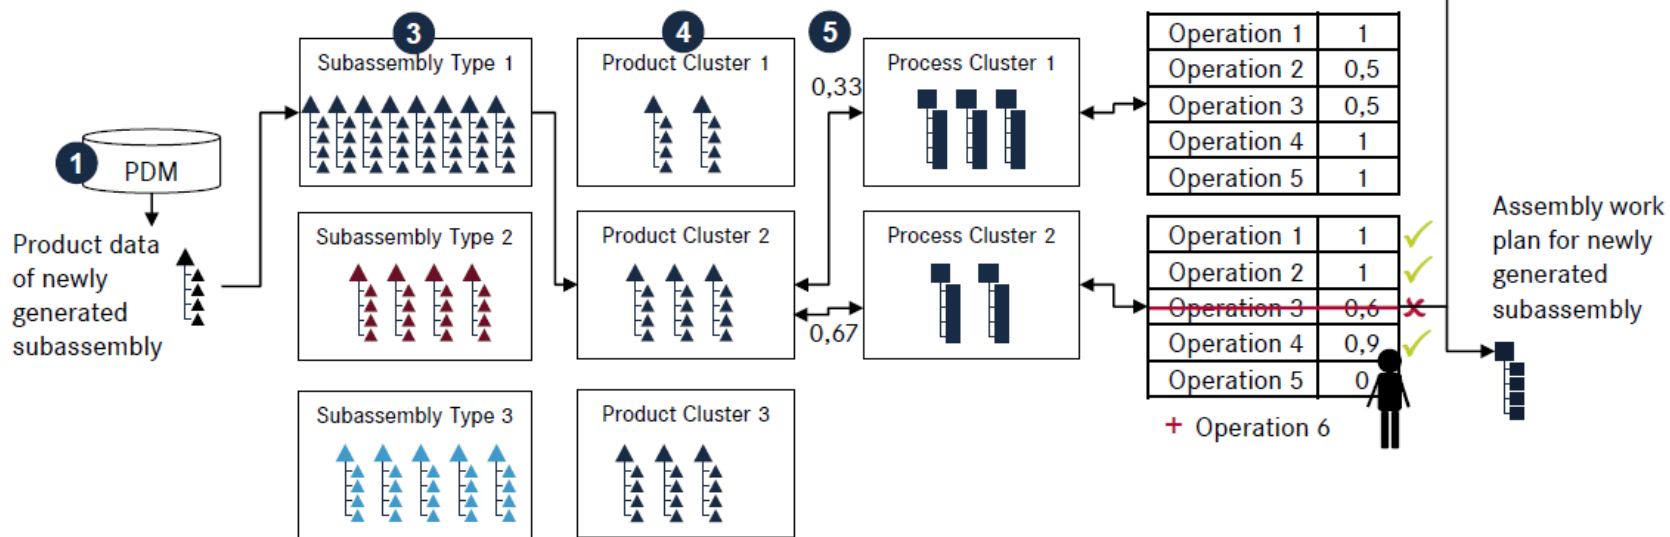 1
PDM
Product data
of newly
generated
subassembly
3
Subassembly Type 1
Subassembly Type 2
Subassembly Type 3
4
Product Cluster 1
Product Cluster 2
Product Cluster 3
5
0,33
0,67
Process Cluster 1
Process Cluster 2
Operation 1 1
Operation 2 0,5
Operation 3 0,5
Operation 4 1
Operation 5 1
Operation 1 1
Operation 2 1
Operation 3 0,6
Operation 4 0,9
Operation 5 0
+ Operation 6
Assembly work
plan for newly
generated
subassembly